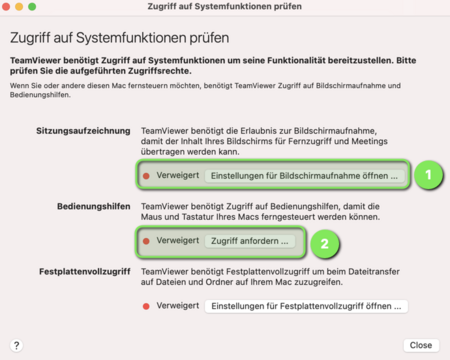 Zugriff auf Systemfunktionen prüfen
Zugriff auf Systemfunktionen prüfen
TeamViewer benötigt Zugriff auf Systemfunktionen um seine Funktionalität bereitzustellen. Bitte
prüfen Sie die aufgeführten Zugriffsrechte.
Wenn Sie oder andere diesen Mac fernsteuern möchten, benötigt TeamViewer Zugriff auf Bildschirmaufnahme und
Bedienungshilfen.
Sitzungsaufzeichnung
TeamViewer benötigt die Erlaubnis zur Bildschirmaufnahme,
damit der Inhalt Ihres Bildschirms für Fernzugriff und Meetings
übertragen werden kann.
Verweigert Einstellungen für Bildschirmaufnahme öffnen ... 1
Bedienungshilfen
TeamViewer benötigt Zugriff auf Bedienungshilfen, damit die
Maus und Tastatur Ihres Macs ferngesteuert werden können.
Verweigert Zugriff anfordern ... 2
Festplattenvollzugriff
TeamViewer benötigt Festplattenvollzugriff um beim Dateitransfer
auf Dateien und Ordner auf Ihrem Mac zuzugreifen.
Verweigert Einstellungen für Festplattenvollzugriff öffnen ...
? Close